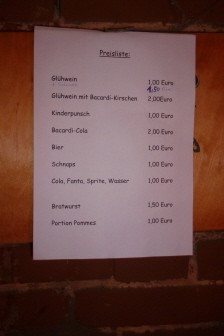 Preisliste:
Glühwein 1,00 Euro
1,50
Glühwein mit Bacardi-Kirschen 2,00Euro
Kinderpunsch 1,00 Euro
Bacardi-Cola 2,00 Euro
Bier 1,00 Euro
Schnaps 1,00 Euro
Cola, Fanta, Sprite, Wasser 1,00 Euro
Bratwurst 1,50 Euro
Portion Pommes 1,00 Euro